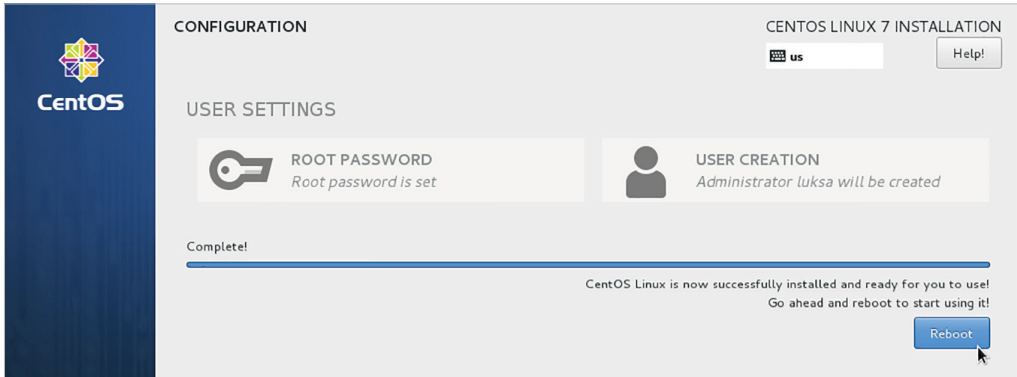 CONFIGURATION
CENTOS LINUX 7 INSTALLATION
us
Help!
CentOS
USER SETTINGS
ROOT PASSWORD
Root password is set
USER CREATION
Administrator luksa will be created
Complete!
CentOS Linux is now successfully installed and ready for you to use!
Go ahead and reboot to start using it!
Reboot